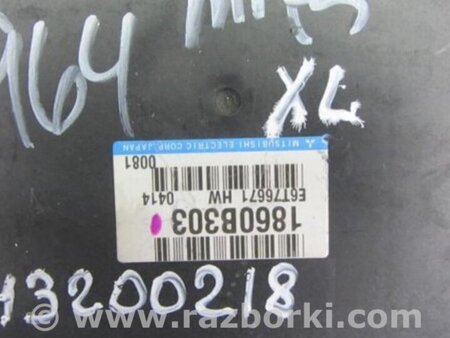 964
XL
MITSUBISHI ELECTRIC CORP. JAPAN
0081
E6T76671 HW 0414
1860B303
13200218
© www.razborki.com